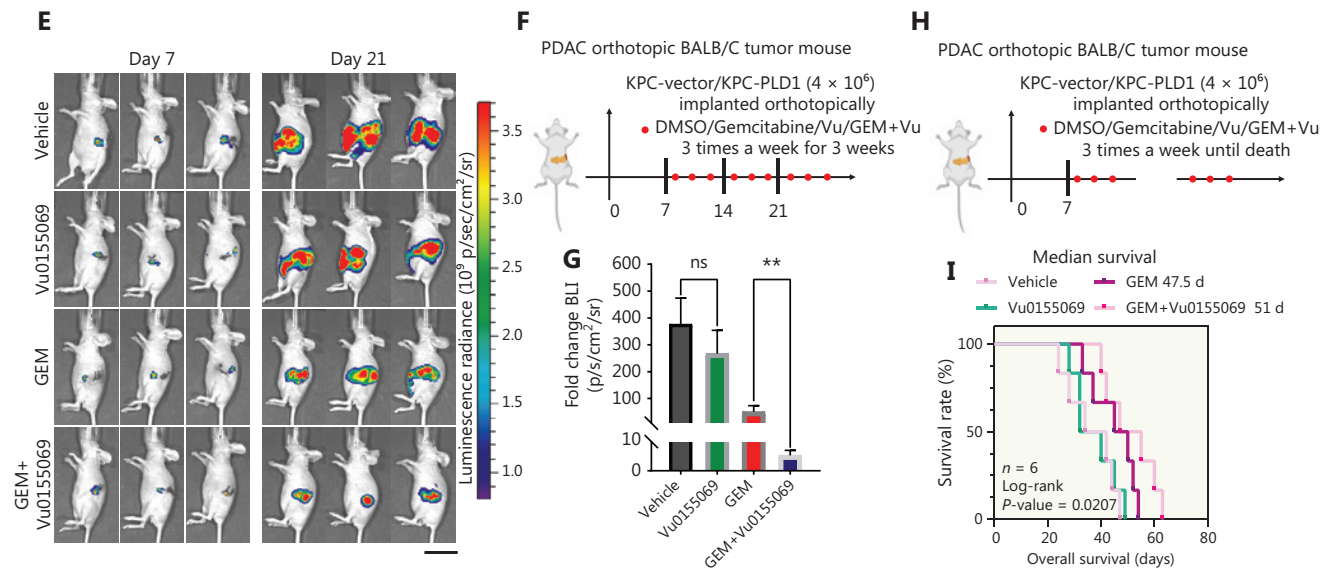 E
Day 7
Day 21
Vehicle
Vu0155069
GEM
GEM+
Vu0155069
3.5
3.0
2.5
2.0
1.5
1.0
Luminescence radiance (10⁹ p/sec/cm²/sr)
F
PDAC orthotopic BALB/C tumor mouse
KPC-vector/KPC-PLD1 (4 × 10⁶)
implanted orthotopically
DMSO/Gemcitabine/Vu/GEM+Vu
3 times a week for 3 weeks
0
7
14
21
G
Fold change BLI
(p/s/cm²/sr)
600
500
400
300
200
100
10
0
ns
**
Vehicle
Vu0155069
GEM
GEM+Vu0155069
H
PDAC orthotopic BALB/C tumor mouse
KPC-vector/KPC-PLD1 (4 × 10⁶)
implanted orthotopically
DMSO/Gemcitabine/Vu/GEM+Vu
3 times a week until death
0
7
I
Median survival
Vehicle
GEM 47.5 d
Vu0155069
GEM+Vu0155069 51 d
Survival rate (%)
100
50
0
n = 6
Log-rank
P-value = 0.0207
0 20 40 60 80
Overall survival (days)